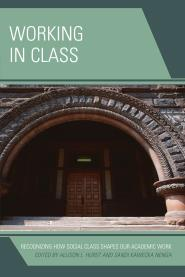 WORKING
IN CLASS
RECOGNIZING HOW SOCIAL CLASS SHAPES OUR ACADEMIC WORK
EDITED BY ALLISON L. HURST AND SANDI KAWECKA NENGA